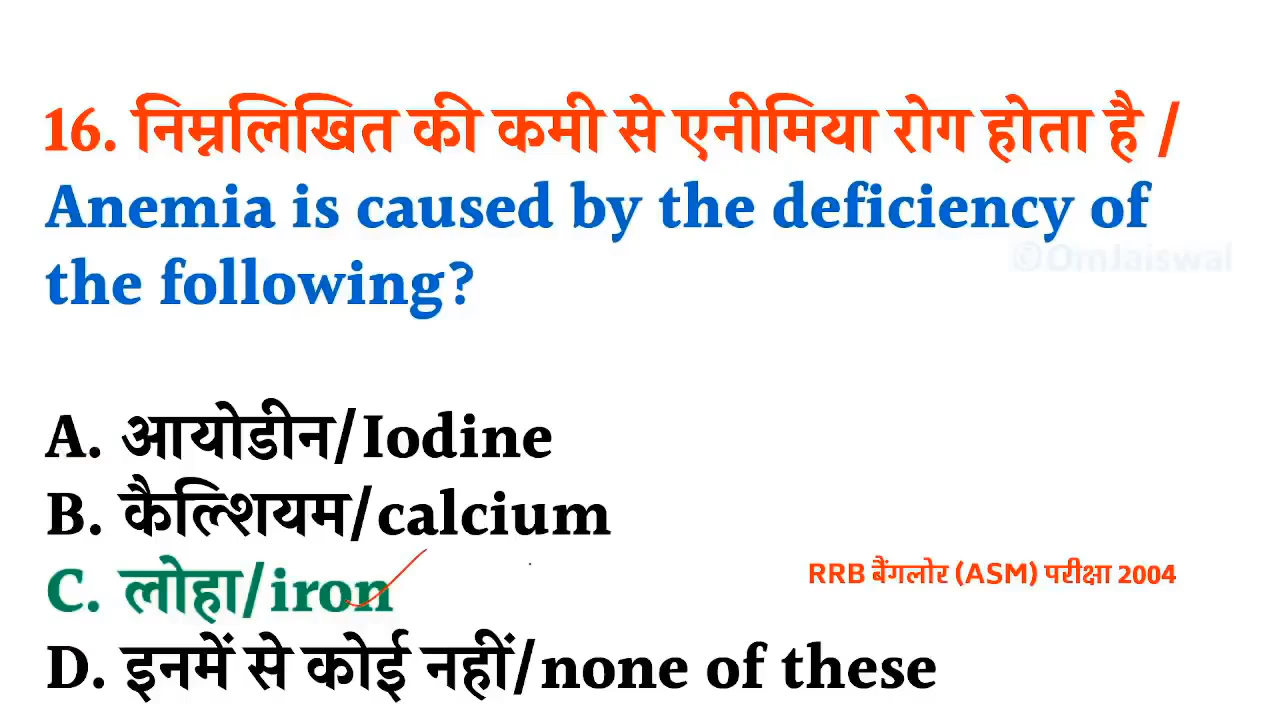 16. निम्नलिखित की कमी से एनीमिया रोग होता है /
Anemia is caused by the deficiency of
©OmJaiswal
the following?
A. आयोडीन/Iodine
B. कैल्शियम/calcium
C. लोहा/iron
RRB बैंगलोर (ASM) परीक्षा 2004
D. इनमें से कोई नहीं/none of these